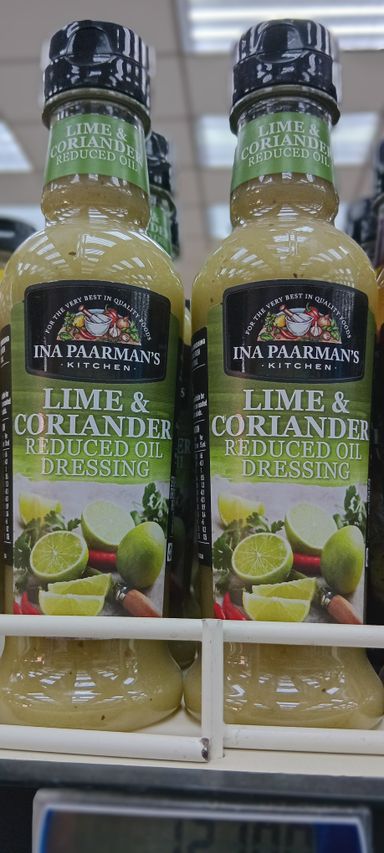 LIME &
CORIANDER
REDUCED OIL
LIME &
CORIANDER
REDUCED OIL
FOR THE VERY BEST IN QUALITY FOODS
INA PAARMAN'S
· KITCHEN ·
LIME &
CORIANDER
REDUCED OIL
DRESSING
FOR THE VERY BEST IN QUALITY FOODS
INA PAARMAN'S
· KITCHEN ·
LIME &
CORIANDER
REDUCED OIL
DRESSING